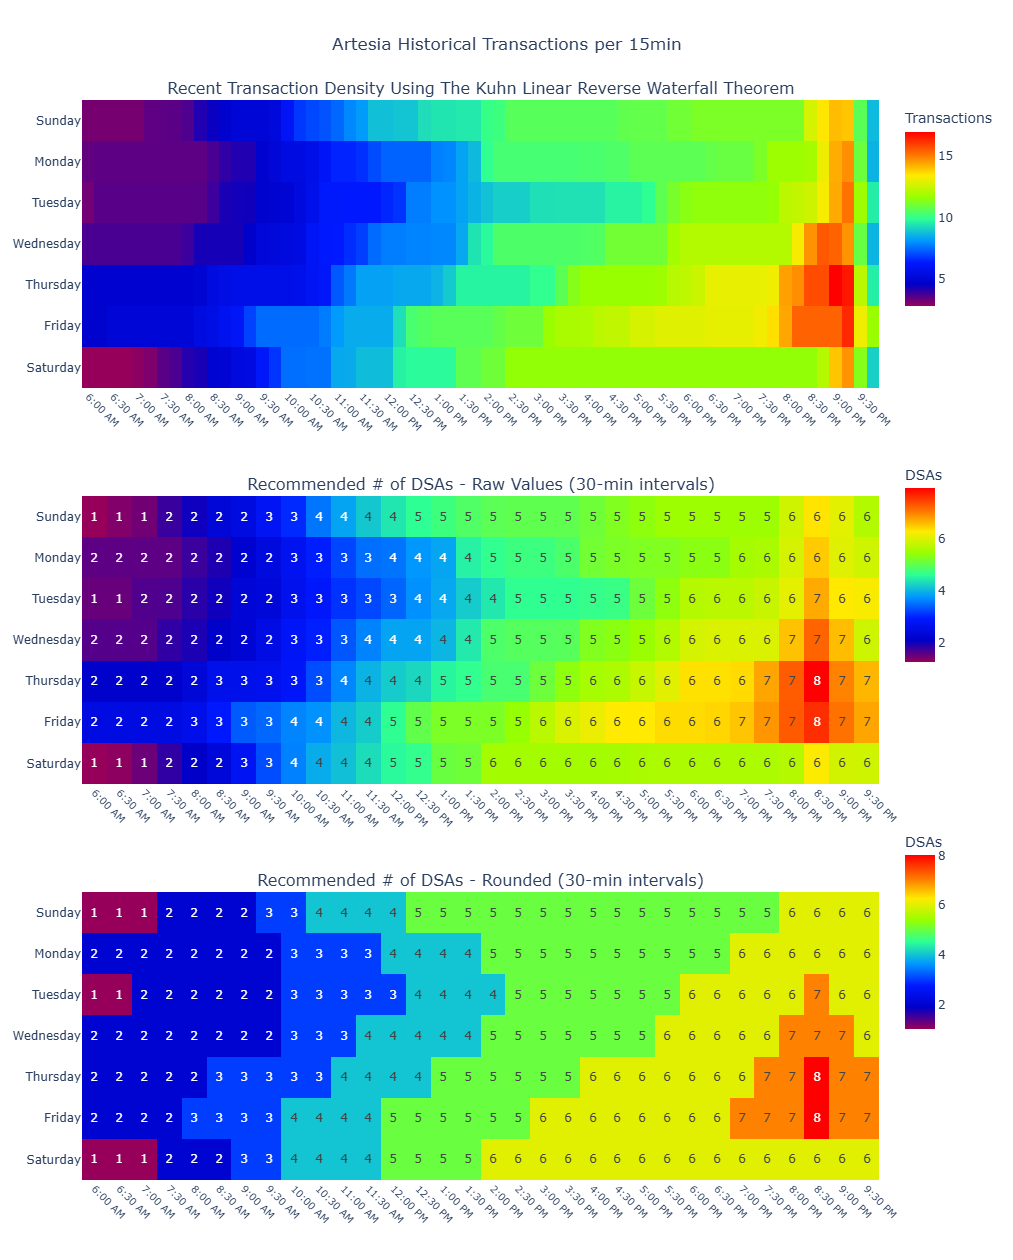 Artesia Historical Transactions per 15min
Recent Transaction Density Using The Kuhn Linear Reverse Waterfall Theorem
Sunday
Monday
Tuesday
Wednesday
Thursday
Friday
Saturday
6:00 AM 6:30 AM 7:00 AM 7:30 AM 8:00 AM 8:30 AM 9:00 AM 9:30 AM 10:00 AM 10:30 AM 11:00 AM 11:30 AM 12:00 PM 12:30 PM 1:00 PM 1:30 PM 2:00 PM 2:30 PM 3:00 PM 3:30 PM 4:00 PM 4:30 PM 5:00 PM 5:30 PM 6:00 PM 6:30 PM 7:00 PM 7:30 PM 8:00 PM 8:30 PM 9:00 PM 9:30 PM
Transactions
15
10
5
Recommended # of DSAs - Raw Values (30-min intervals)
Sunday 1 1 1 2 2 2 2 3 3 4 4 4 4 5 5 5 5 5 5 5 5 5 5 5 5 5 5 5 6 6 6 6
Monday 2 2 2 2 2 2 2 2 3 3 3 3 4 4 4 4 5 5 5 5 5 5 5 5 5 5 6 6 6 6 6 6
Tuesday 1 1 2 2 2 2 2 2 3 3 3 3 3 4 4 4 4 5 5 5 5 5 5 5 6 6 6 6 6 7 6 6
Wednesday 2 2 2 2 2 2 2 2 3 3 3 4 4 4 4 4 5 5 5 5 5 5 5 6 6 6 6 6 7 7 7 6
Thursday 2 2 2 2 2 3 3 3 3 3 4 4 4 4 5 5 5 5 5 5 6 6 6 6 6 6 6 7 7 8 7 7
Friday 2 2 2 2 3 3 3 3 4 4 4 4 5 5 5 5 5 5 6 6 6 6 6 6 6 6 7 7 7 8 7 7
Saturday 1 1 1 2 2 2 3 3 4 4 4 4 5 5 5 5 6 6 6 6 6 6 6 6 6 6 6 6 6 6 6 6
6:00 AM 6:30 AM 7:00 AM 7:30 AM 8:00 AM 8:30 AM 9:00 AM 9:30 AM 10:00 AM 10:30 AM 11:00 AM 11:30 AM 12:00 PM 12:30 PM 1:00 PM 1:30 PM 2:00 PM 2:30 PM 3:00 PM 3:30 PM 4:00 PM 4:30 PM 5:00 PM 5:30 PM 6:00 PM 6:30 PM 7:00 PM 7:30 PM 8:00 PM 8:30 PM 9:00 PM 9:30 PM
DSAs
6
4
2
Recommended # of DSAs - Rounded (30-min intervals)
Sunday 1 1 1 2 2 2 2 3 3 4 4 4 4 5 5 5 5 5 5 5 5 5 5 5 5 5 5 5 6 6 6 6
Monday 2 2 2 2 2 2 2 2 3 3 3 3 4 4 4 4 5 5 5 5 5 5 5 5 5 5 6 6 6 6 6 6
Tuesday 1 1 2 2 2 2 2 2 3 3 3 3 3 4 4 4 4 5 5 5 5 5 5 5 6 6 6 6 6 7 6 6
Wednesday 2 2 2 2 2 2 2 2 3 3 3 4 4 4 4 4 5 5 5 5 5 5 5 6 6 6 6 6 7 7 7 6
Thursday 2 2 2 2 2 3 3 3 3 3 4 4 4 4 5 5 5 5 5 5 6 6 6 6 6 6 6 7 7 8 7 7
Friday 2 2 2 2 3 3 3 3 4 4 4 4 5 5 5 5 5 5 6 6 6 6 6 6 6 6 7 7 7 8 7 7
Saturday 1 1 1 2 2 2 3 3 4 4 4 4 5 5 5 5 6 6 6 6 6 6 6 6 6 6 6 6 6 6 6 6
6:00 AM 6:30 AM 7:00 AM 7:30 AM 8:00 AM 8:30 AM 9:00 AM 9:30 AM 10:00 AM 10:30 AM 11:00 AM 11:30 AM 12:00 PM 12:30 PM 1:00 PM 1:30 PM 2:00 PM 2:30 PM 3:00 PM 3:30 PM 4:00 PM 4:30 PM 5:00 PM 5:30 PM 6:00 PM 6:30 PM 7:00 PM 7:30 PM 8:00 PM 8:30 PM 9:00 PM 9:30 PM
DSAs
8
6
4
2